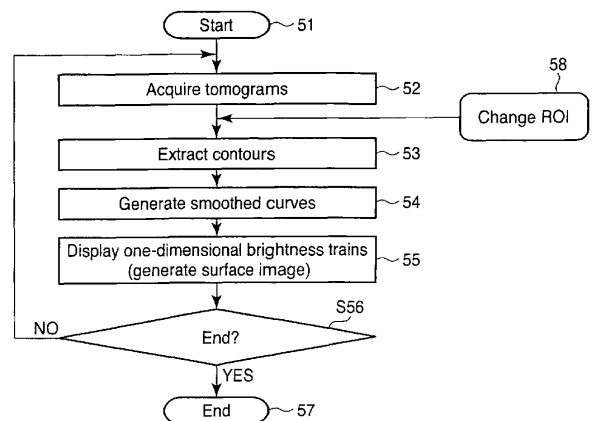 Start 51
Acquire tomograms 52
58
Change ROI
Extract contours 53
Generate smoothed curves 54
Display one-dimensional brightness trains
(generate surface image) 55
S56
End?
NO
YES
End 57